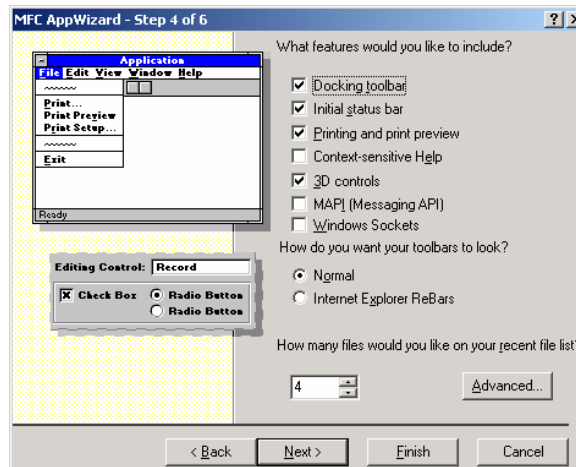 MFC AppWizard - Step 4 of 6
Application
File Edit View Window Help
Print...
Print Preview
Print Setup...
Exit
Ready
Editing Control: Record
Check Box Radio Button
Radio Button
What features would you like to include?
Docking toolbar
Initial status bar
Printing and print preview
Context-sensitive Help
3D controls
MAPI (Messaging API)
Windows Sockets
How do you want your toolbars to look?
Normal
Internet Explorer ReBars
How many files would you like on your recent file list?
4 Advanced...
< Back Next > Finish Cancel